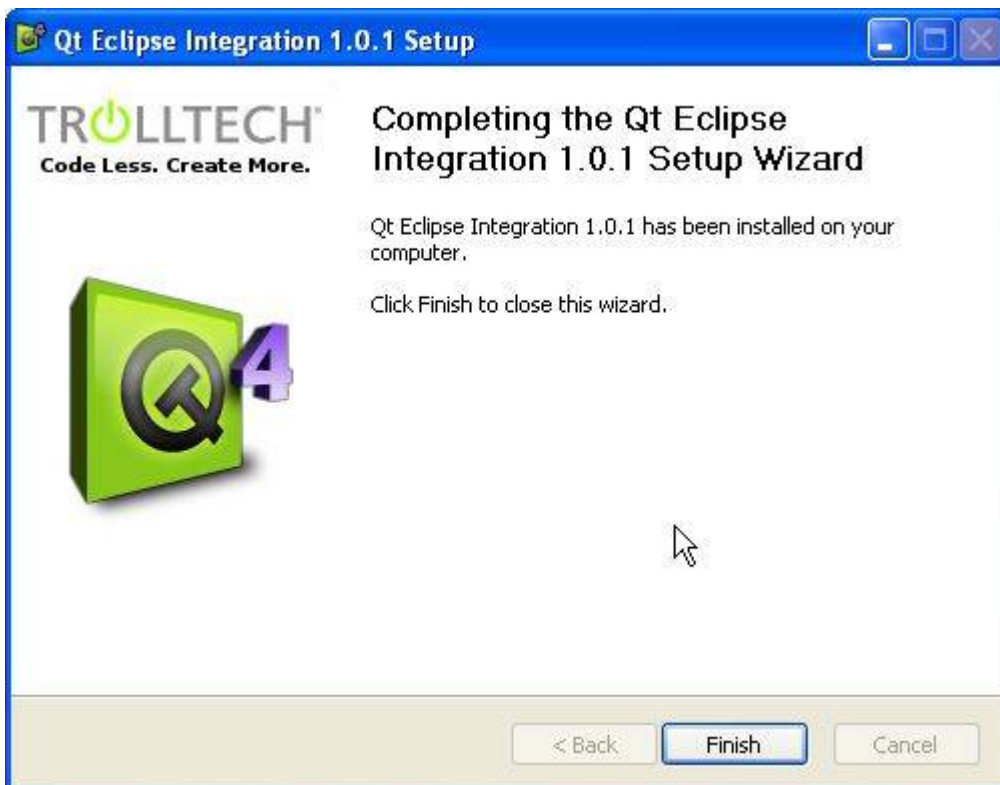 Qt Eclipse Integration 1.0.1 Setup
TROLLTECH®
Code Less. Create More.
Completing the Qt Eclipse
Integration 1.0.1 Setup Wizard
Qt Eclipse Integration 1.0.1 has been installed on your
computer.
Click Finish to close this wizard.
Qt 4
< Back
Finish
Cancel